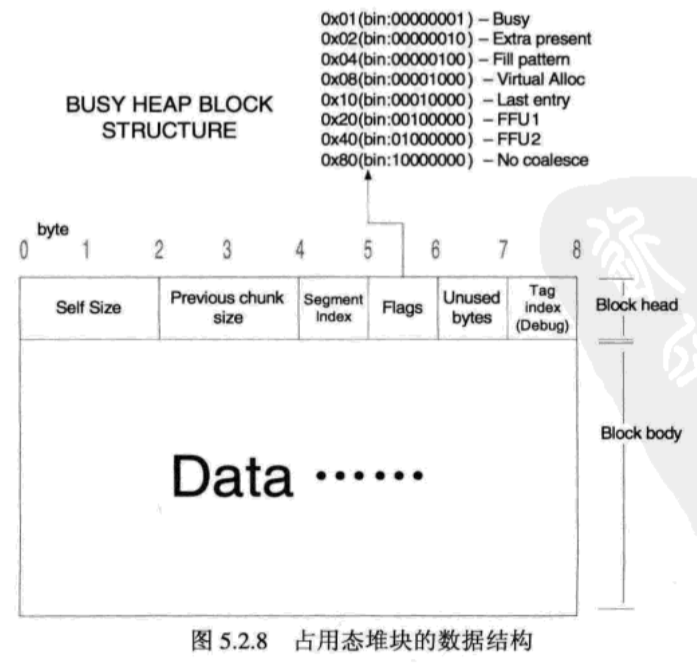 0x01(bin:00000001) – Busy
0x02(bin:00000010) – Extra present
0x04(bin:00000100) – Fill pattern
0x08(bin:00001000) – Virtual Alloc
0x10(bin:00010000) – Last entry
0x20(bin:00100000) – FFU1
0x40(bin:01000000) – FFU2
0x80(bin:10000000) – No coalesce
BUSY HEAP BLOCK
STRUCTURE
byte
0 1 2 3 4 5 6 7 8
Self Size
Previous chunk
size
Segment
Index
Flags
Unused
bytes
Tag
index
(Debug)
Block head
Data ······
Block body
图 5.2.8 占用态堆块的数据结构